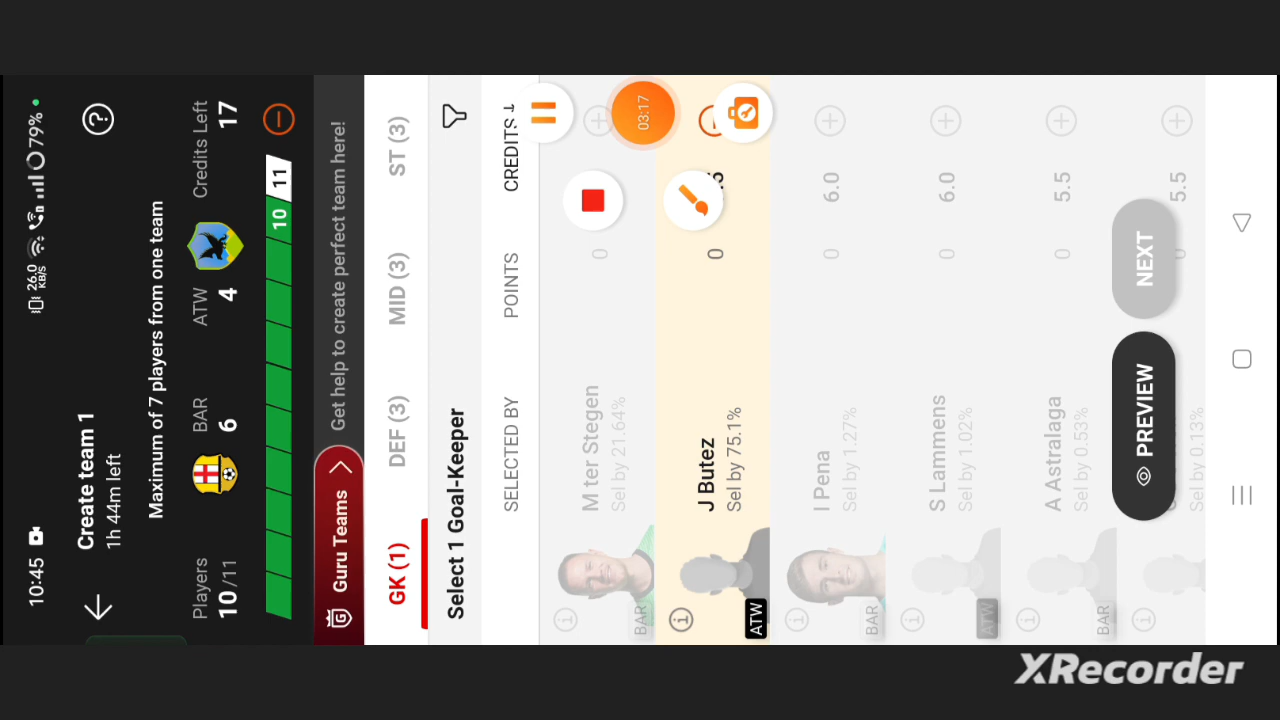 10:45
26.0 KB/S
79%
Create team 1
1h 44m left
Maximum of 7 players from one team
Players
10/11
BAR
6
ATW
4
Credits Left
17
10
11
Guru Teams
Get help to create perfect team here!
GK (1)
DEF (3)
MID (3)
ST (3)
Select 1 Goal-Keeper
SELECTED BY
POINTS
CREDITS
M ter Stegen
Sel by 21.64%
0
BAR
J Butez
Sel by 75.1%
0
ATW
I Pena
Sel by 1.27%
0
6.0
BAR
S Lammens
Sel by 1.02%
0
6.0
ATW
A Astralaga
Sel by 0.53%
0
5.5
BAR
Sel by 0.13%
5.5
PREVIEW
NEXT
03:17
XRecorder